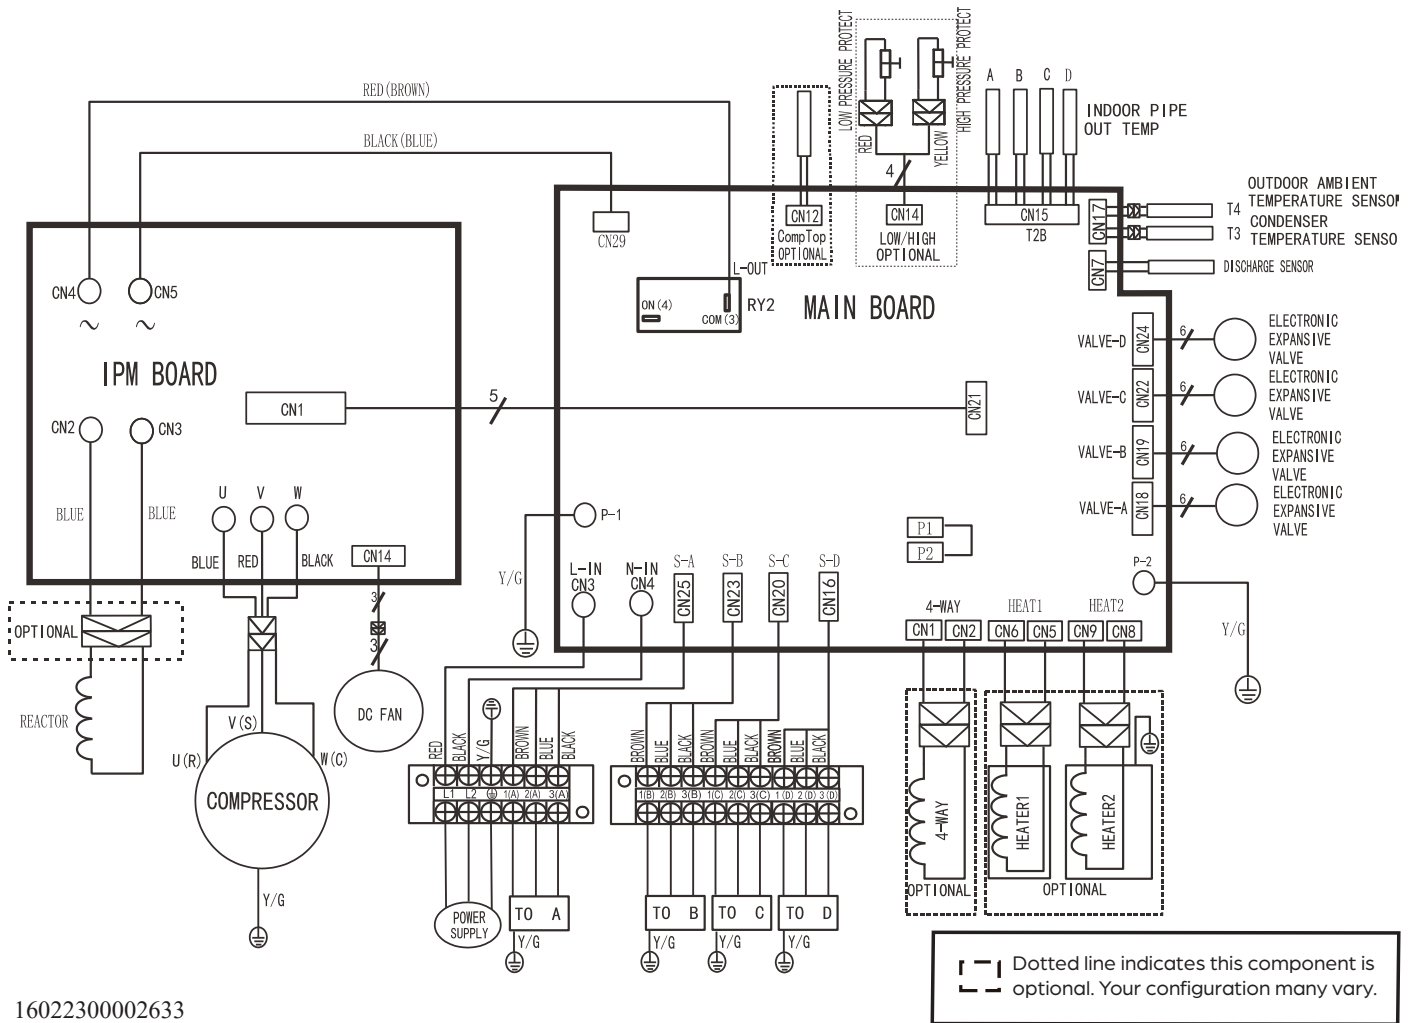 RED(BROWN)
BLACK(BLUE)
LOW PRESSURE PROTECT
HIGH PRESSURE PROTECT
RED
YELLOW
4
A B C D
INDOOR PIPE
OUT TEMP
CN29
CN12
CompTop
OPTIONAL
CN14
LOW/HIGH
OPTIONAL
CN15
T2B
CN17
T4
OUTDOOR AMBIENT
TEMPERATURE SENSO
T3
CONDENSER
TEMPERATURE SENSO
CN7
DISCHARGE SENSOR
L-OUT
ON(4)
COM(3)
RY2
MAIN BOARD
CN4
CN5
~
~
IPM BOARD
CN1
5
CN21
CN2
CN3
BLUE
BLUE
U V W
BLUE
RED
BLACK
CN14
3
3
DC FAN
OPTIONAL
REACTOR
V(S)
U(R)
W(C)
COMPRESSOR
Y/G
VALVE-D
CN24
6
ELECTRONIC
EXPANSIVE
VALVE
VALVE-C
CN22
6
ELECTRONIC
EXPANSIVE
VALVE
VALVE-B
CN19
6
ELECTRONIC
EXPANSIVE
VALVE
VALVE-A
CN18
6
ELECTRONIC
EXPANSIVE
VALVE
P-1
Y/G
P1
P2
P-2
Y/G
L-IN
CN3
N-IN
CN4
S-A
CN25
S-B
CN23
S-C
CN20
S-D
CN16
4-WAY
CN1
CN2
HEAT1
CN6
CN5
HEAT2
CN9
CN8
RED
BLACK
Y/G
BROWN
BLUE
BLACK
L1 L2 1(A) 2(A) 3(A)
POWER
SUPPLY
TO A
Y/G
BROWN
BLUE
BLACK
BROWN
BLUE
BLACK
BROWN
BLUE
BLACK
1(B) 2(B) 3(B) 1(C) 2(C) 3(C) 1(D) 2(D) 3(D)
TO B
TO C
TO D
Y/G
Y/G
Y/G
4-WAY
OPTIONAL
HEATER1
HEATER2
OPTIONAL
Dotted line indicates this component is
optional. Your configuration many vary.
16022300002633